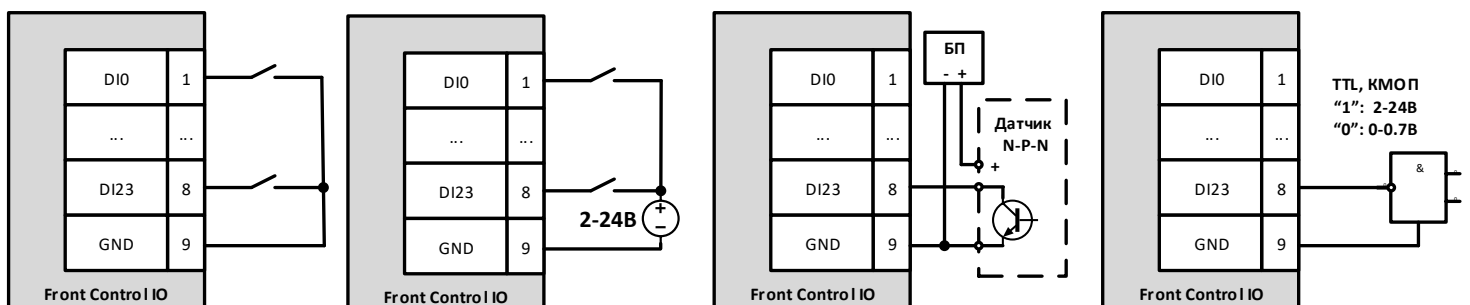 DI0 1
... ...
DI23 8
GND 9
Front Control IO
DI0 1
... ...
DI23 8
GND 9
2-24В
+
−
Front Control IO
DI0 1
... ...
DI23 8
GND 9
Front Control IO
БП
- +
Датчик
N-P-N
+
DI0 1
... ...
DI23 8
GND 9
Front Control IO
TTL, КМОП
“1”: 2-24В
“0”: 0-0.7В
&